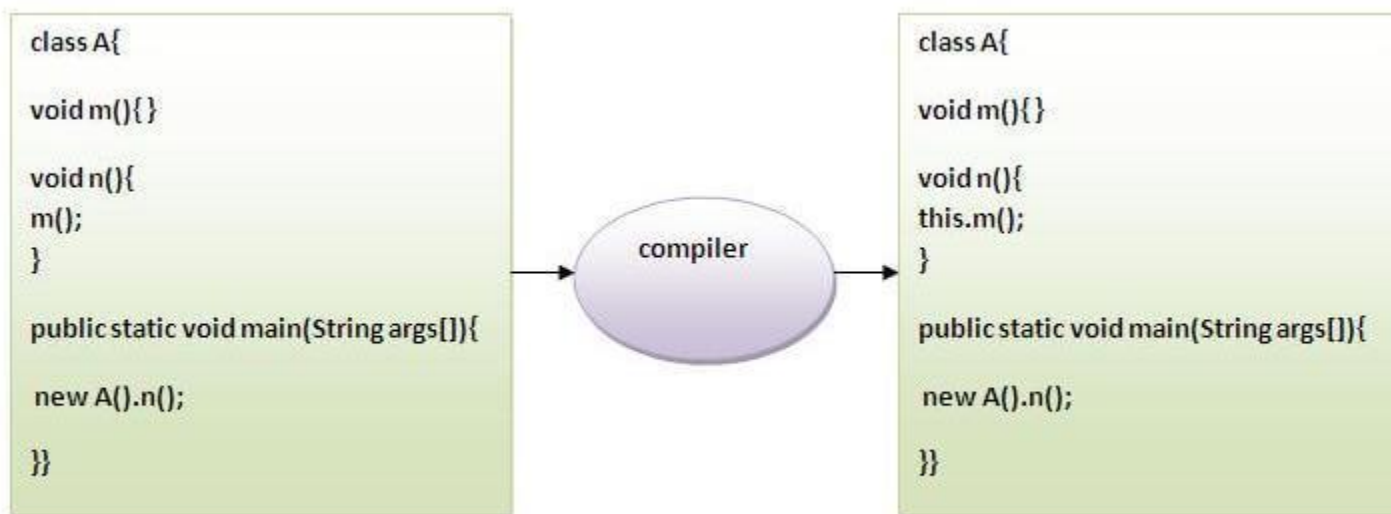 class A{
void m(){ }
void n(){
m();
}
public static void main(String args[]){
new A().n();
}}
compiler
class A{
void m(){ }
void n(){
this.m();
}
public static void main(String args[]){
new A().n();
}}